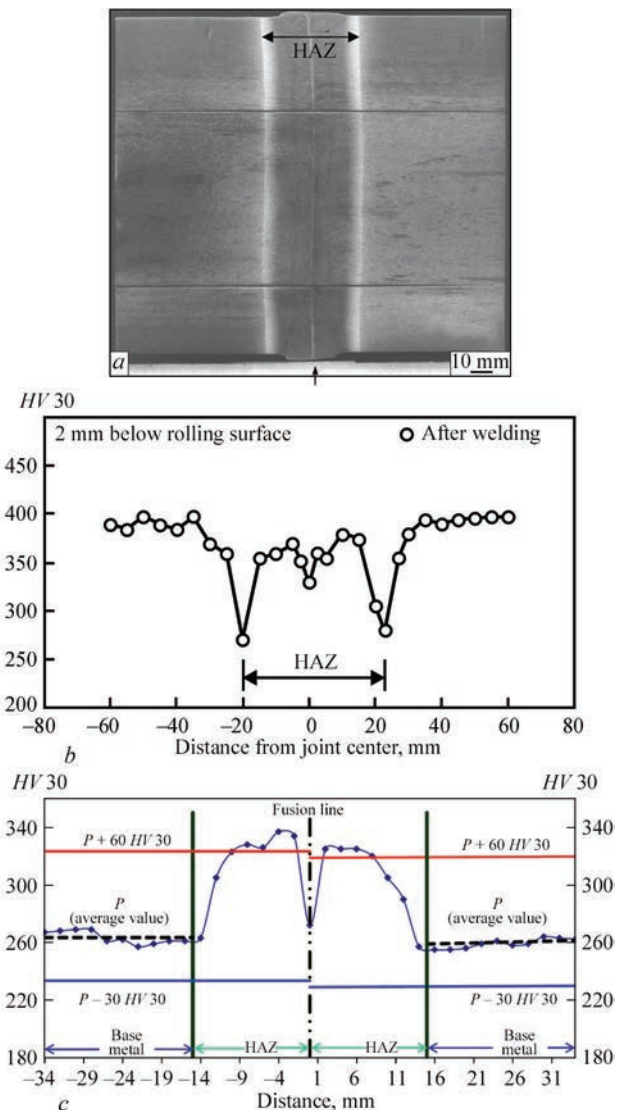 HAZ
a
10 mm
HV 30
2 mm below rolling surface
After welding
450
400
350
300
250
200
HAZ
–80 –60 –40 –20 0 20 40 60 80
b
Distance from joint center, mm
HV 30 HV 30
Fusion line
340 340
P + 60 HV 30 P + 60 HV 30
300 300
P P
(average value) (average value)
260 260
220 220
P – 30 HV 30 P – 30 HV 30
Base Base
metal HAZ HAZ metal
180 180
–34 –29 –24 –19 –14 –9 –4 1 6 11 16 21 26 31
c
Distance, mm